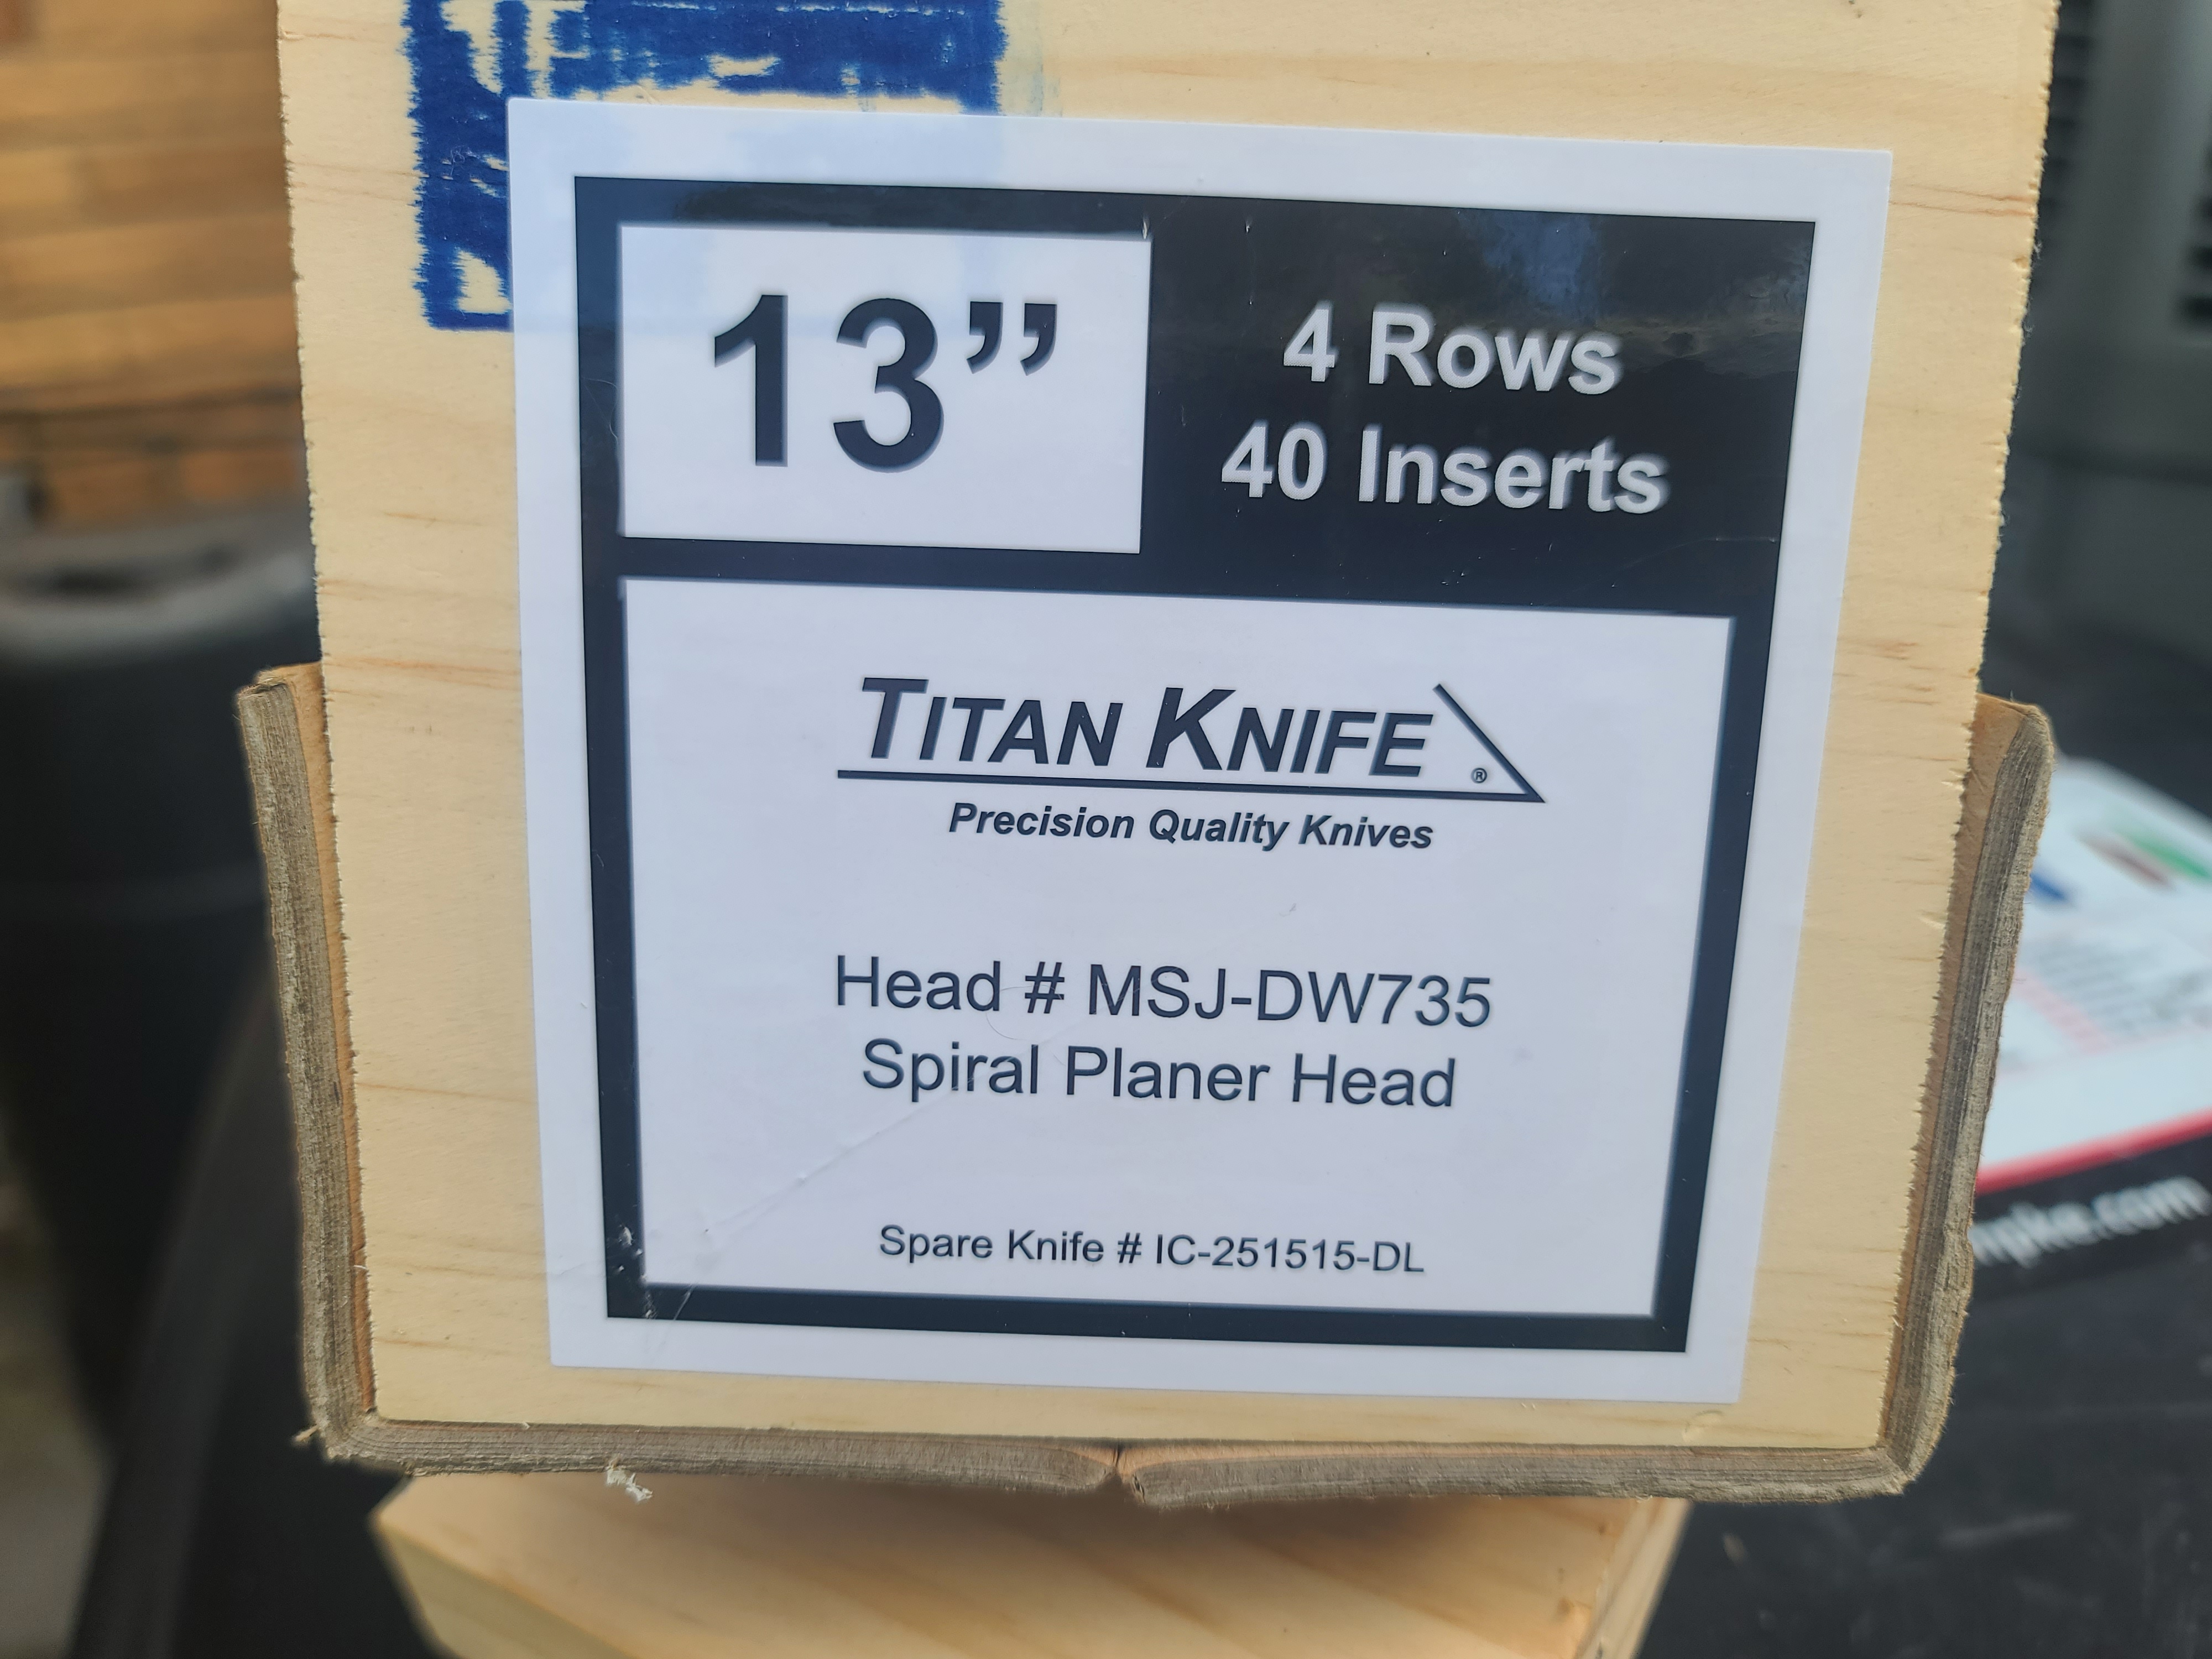 13”
4 Rows
40 Inserts
TITAN KNIFE ®
Precision Quality Knives
Head # MSJ-DW735
Spiral Planer Head
Spare Knife # IC-251515-DL